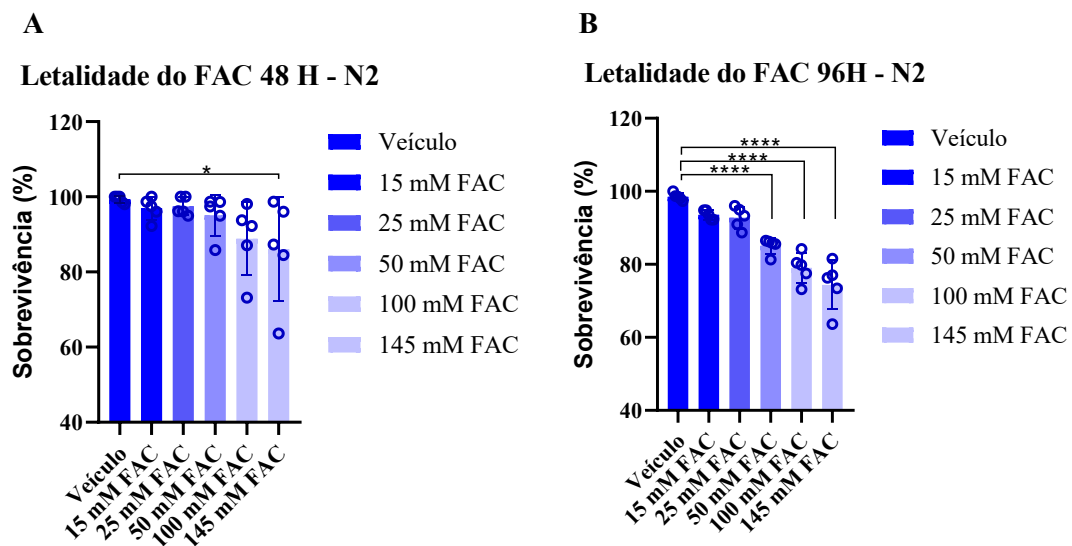 A
Letalidade do FAC 48 H - N2
Sobrevivência (%)
120
100
80
60
40
*
Veículo
15 mM FAC
25 mM FAC
50 mM FAC
100 mM FAC
145 mM FAC
Veículo
15 mM FAC
25 mM FAC
50 mM FAC
100 mM FAC
145 mM FAC
B
Letalidade do FAC 96H - N2
Sobrevivência (%)
120
100
80
60
40
****
****
****
Veículo
15 mM FAC
25 mM FAC
50 mM FAC
100 mM FAC
145 mM FAC
Veículo
15 mM FAC
25 mM FAC
50 mM FAC
100 mM FAC
145 mM FAC